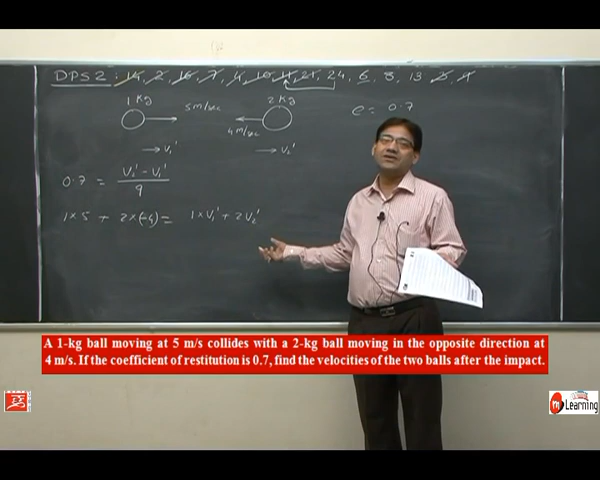 DPS2 : 14, 2, 16, 7, 4, 10, 11, 21, 24, 6, 8, 13
1 Kg 5m/sec 2 Kg e = 0.7
4m/sec
→ V₁' → V₂'
0.7 = V₂' - V₁' / 9
1×5 + 2×(-4) = 1×V₁' + 2V₂'
A 1-kg ball moving at 5 m/s collides with a 2-kg ball moving in the opposite direction at
4 m/s. If the coefficient of restitution is 0.7, find the velocities of the two balls after the impact.
Learning